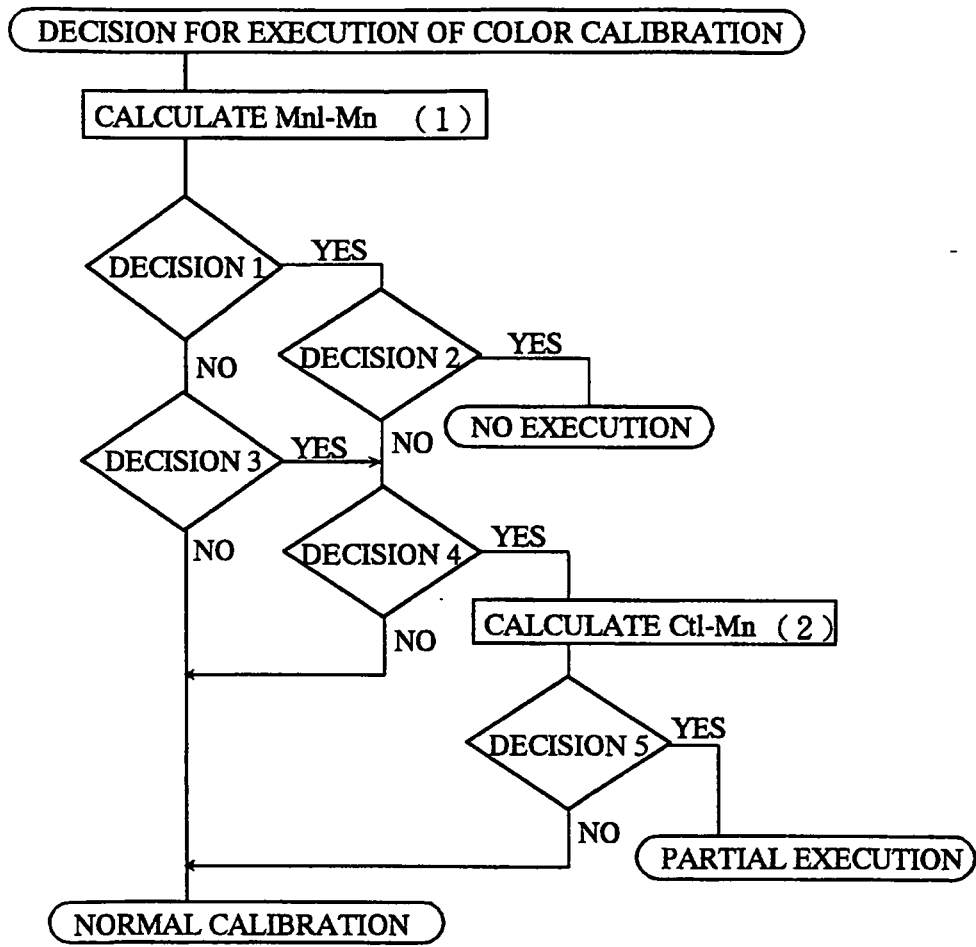 DECISION FOR EXECUTION OF COLOR CALIBRATION
CALCULATE Mnl-Mn (1)
DECISION 1
YES
NO
DECISION 2
YES
NO EXECUTION
NO
DECISION 3
YES
NO
DECISION 4
YES
NO
CALCULATE Ctl-Mn (2)
DECISION 5
YES
NO
PARTIAL EXECUTION
NORMAL CALIBRATION